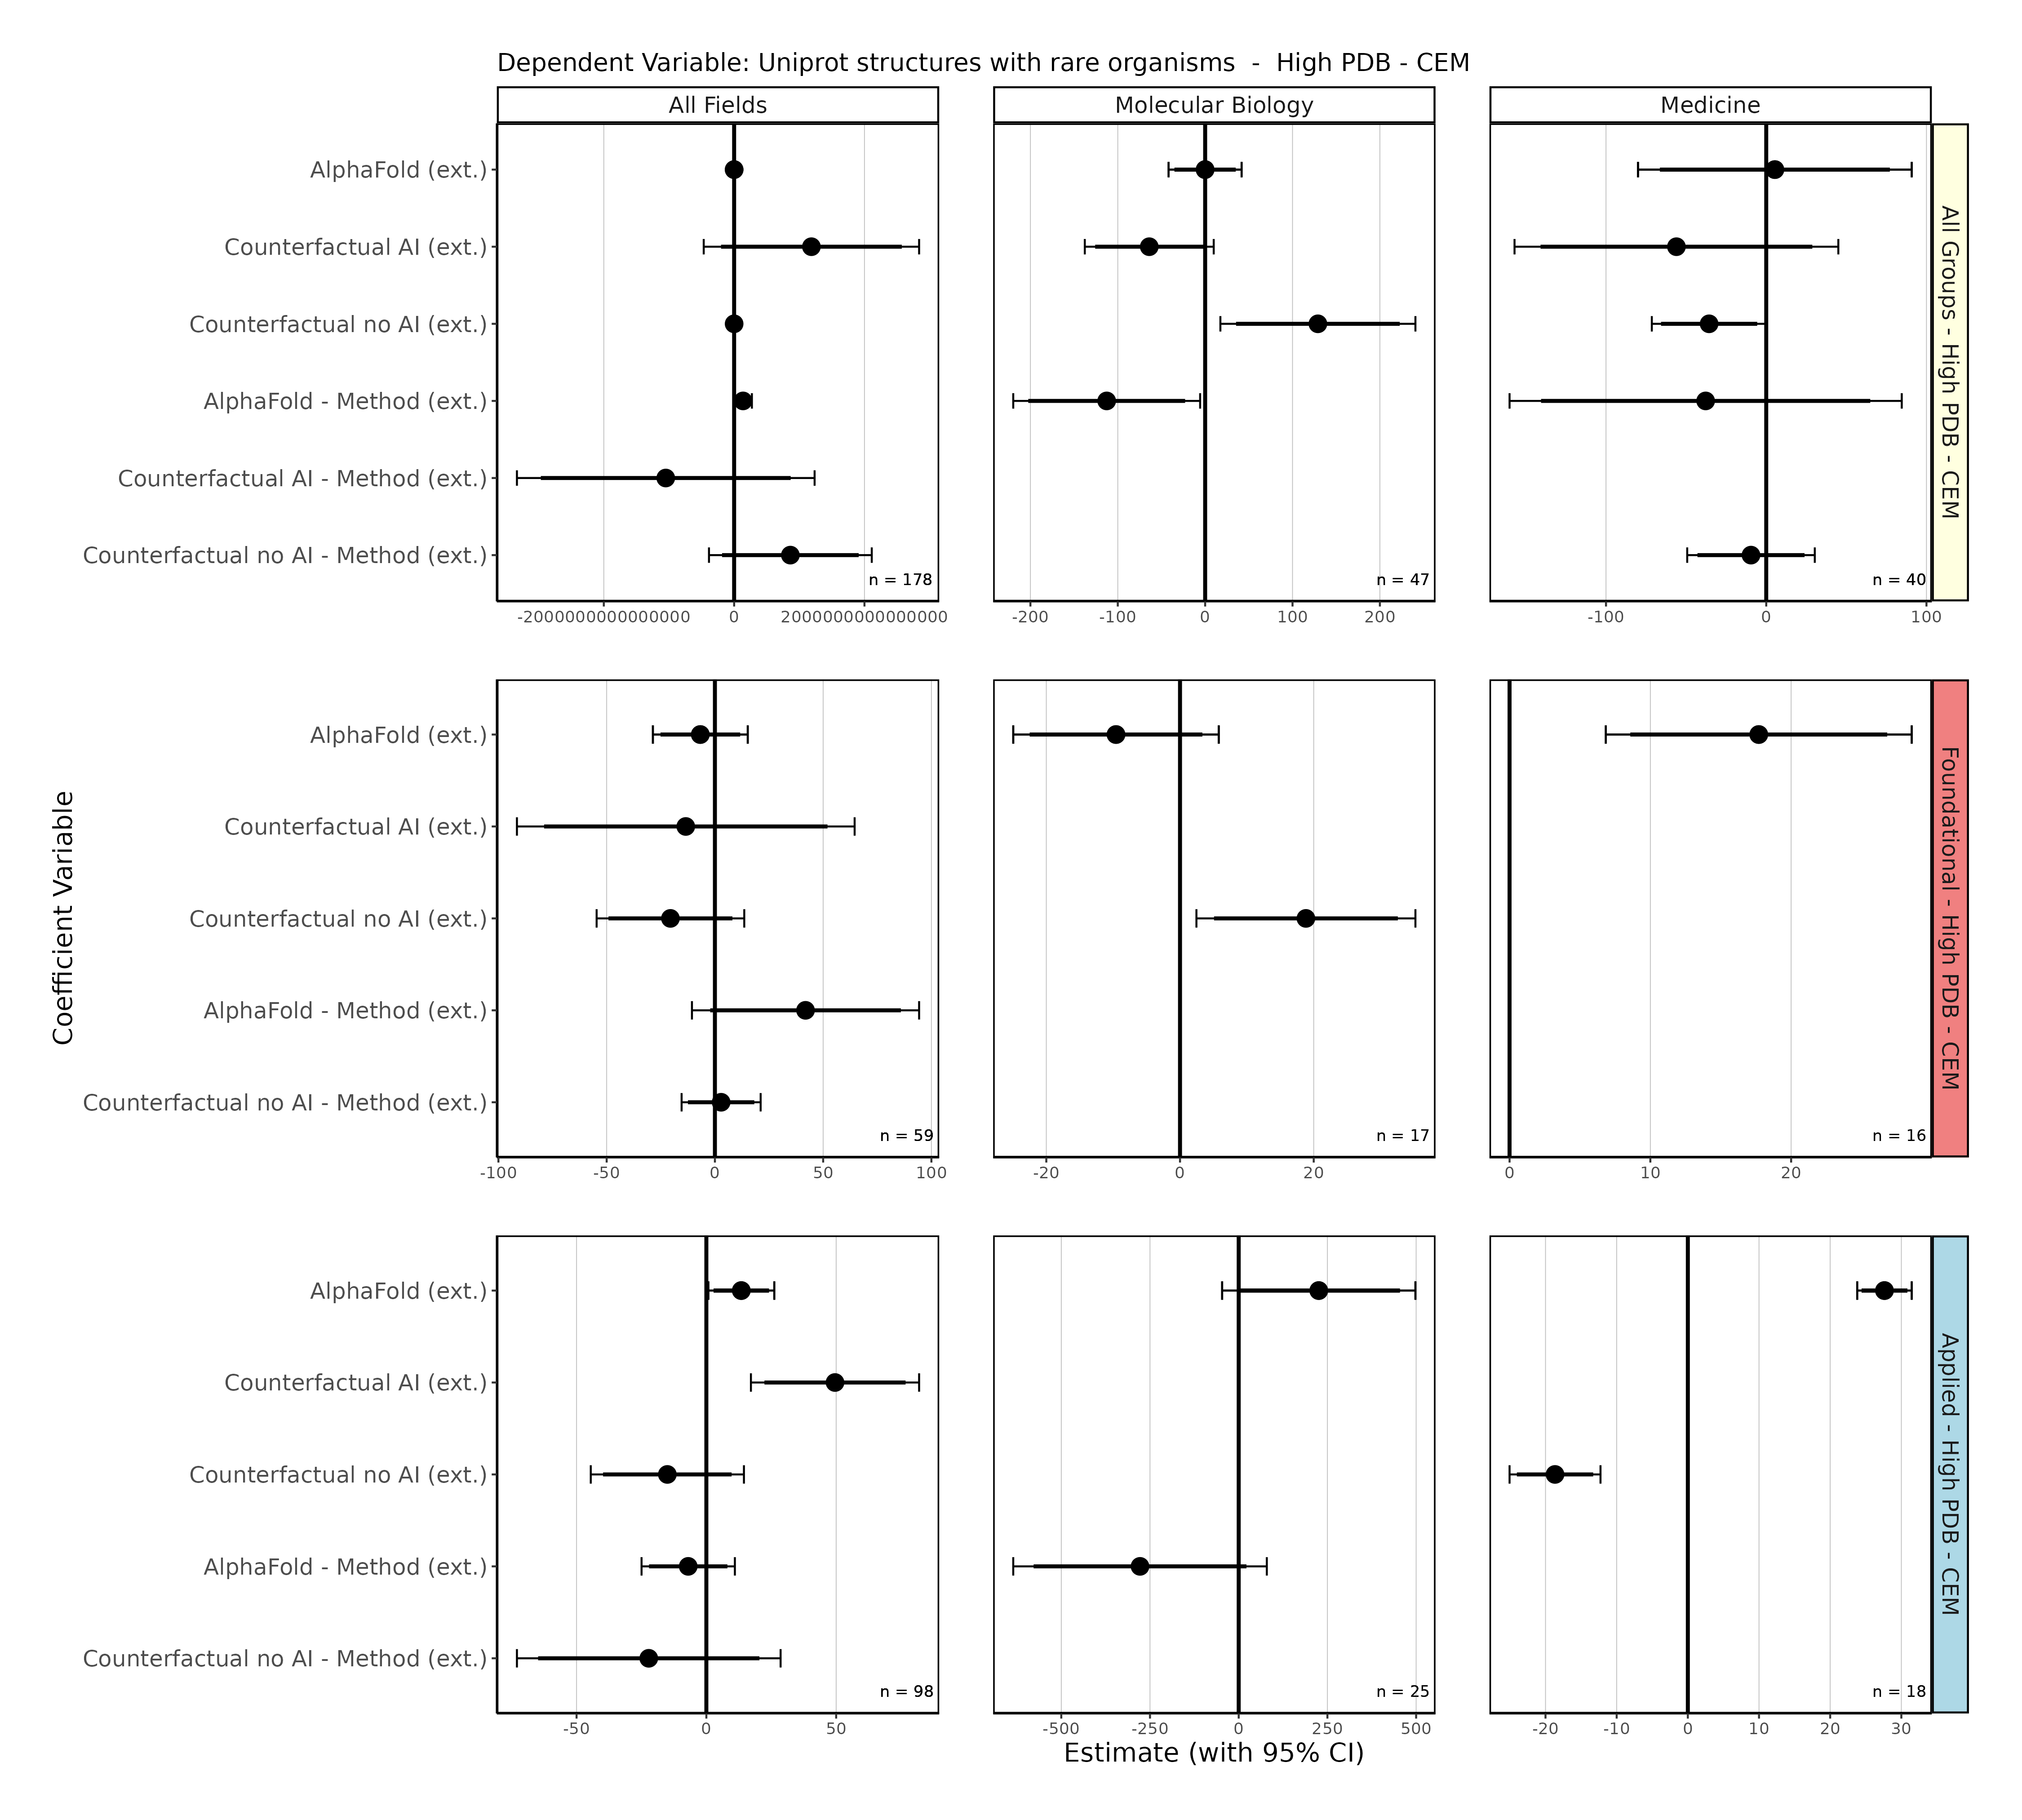 Dependent Variable: Uniprot structures with rare organisms - High PDB - CEM
All Fields
Molecular Biology
Medicine
AlphaFold (ext.)
Counterfactual AI (ext.)
Counterfactual no AI (ext.)
AlphaFold - Method (ext.)
Counterfactual AI - Method (ext.)
Counterfactual no AI - Method (ext.)
n = 178
0
n = 47
-200 -100 0 100 200
n = 40
-100 0 100
All Groups - High PDB - CEM
Coefficient Variable
AlphaFold (ext.)
Counterfactual AI (ext.)
Counterfactual no AI (ext.)
AlphaFold - Method (ext.)
Counterfactual no AI - Method (ext.)
n = 59
-100 -50 0 50 100
n = 17
-20 0 20
n = 16
0 10 20
Foundational - High PDB - CEM
AlphaFold (ext.)
Counterfactual AI (ext.)
Counterfactual no AI (ext.)
AlphaFold - Method (ext.)
Counterfactual no AI - Method (ext.)
n = 98
-50 0 50
n = 25
-500 -250 0 250 500
n = 18
-20 -10 0 10 20 30
Applied - High PDB - CEM
Estimate (with 95% CI)